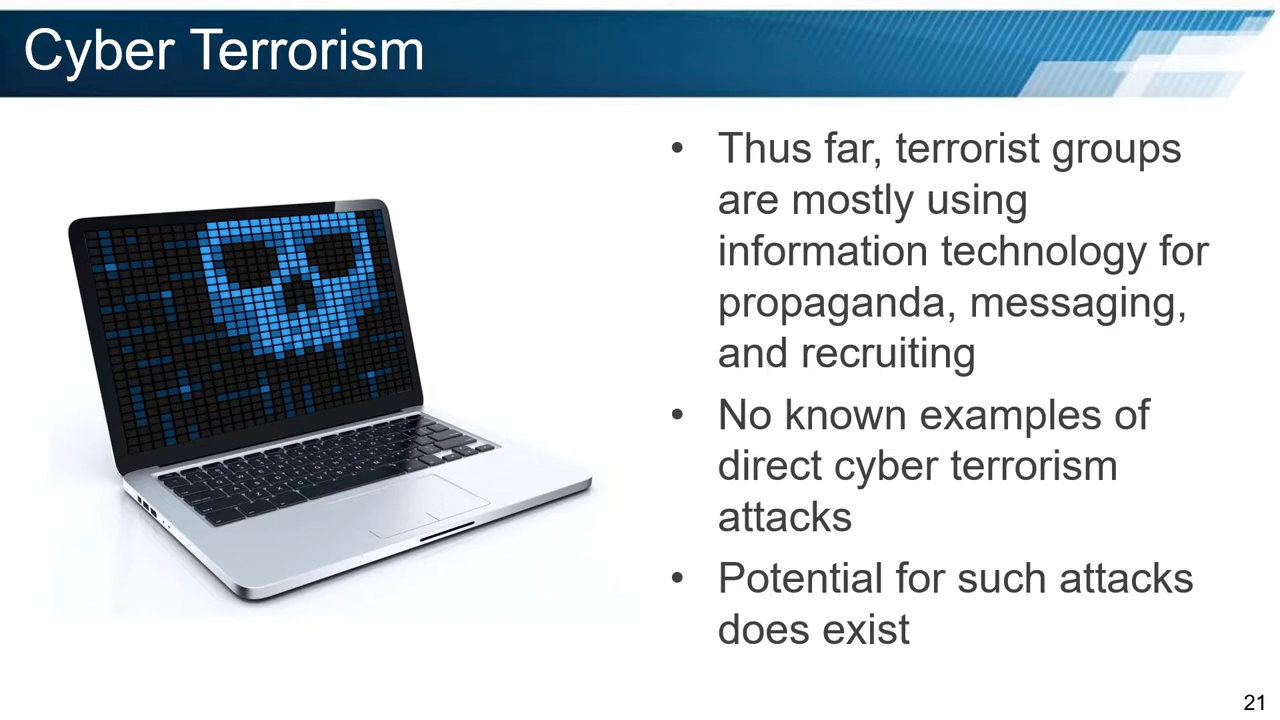 Cyber Terrorism
• Thus far, terrorist groups
are mostly using
information technology for
propaganda, messaging,
and recruiting
• No known examples of
direct cyber terrorism
attacks
• Potential for such attacks
does exist
21